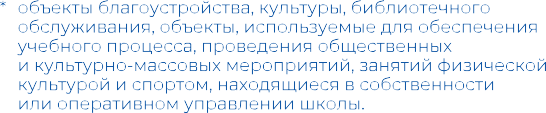 * объекты благоустройства, культуры, библиотечного
обслуживания, объекты, используемые для обеспечения
учебного процесса, проведения общественных
и культурно-массовых мероприятий, занятий физической
культурой и спортом, находящиеся в собственности
или оперативном управлении школы.